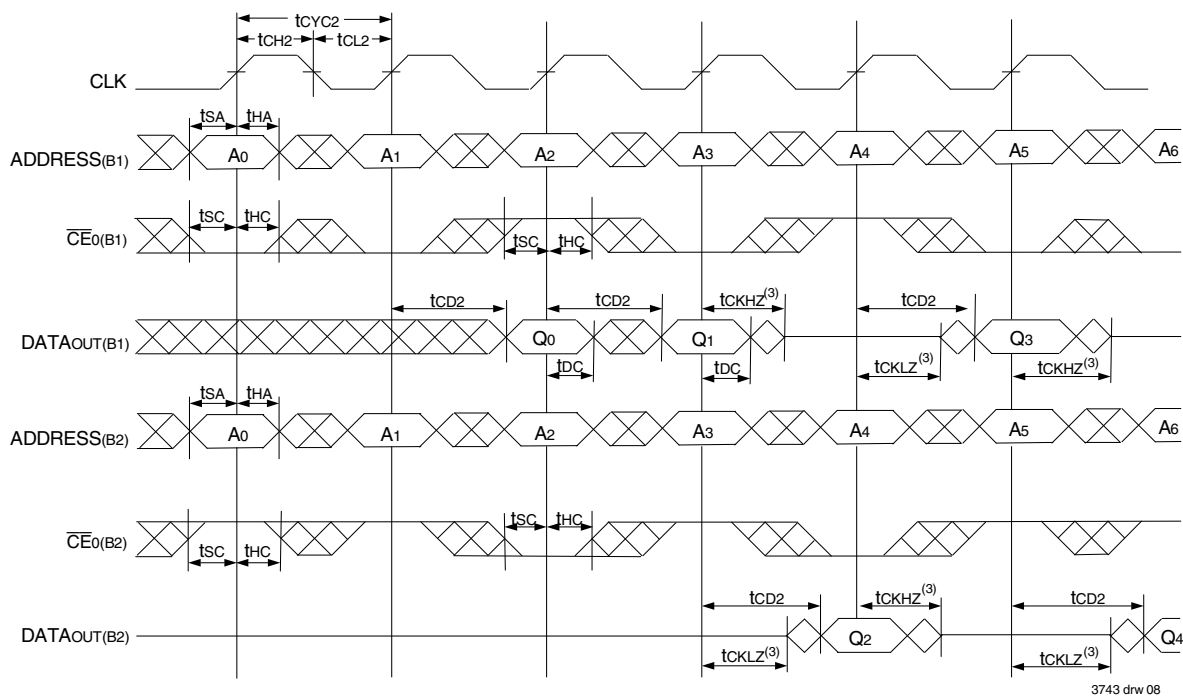 tCYC2
tCH2 tCL2
CLK
tSA tHA
ADDRESS(B1) A0 A1 A2 A3 A4 A5 A6
tSC tHC
CE0(B1)
tSC tHC
tCD2 tCD2 tCKHZ(3) tCD2
DATAOUT(B1) Q0 Q1 Q3
tDC tDC tCKLZ(3) tCKHZ(3)
tSA tHA
ADDRESS(B2) A0 A1 A2 A3 A4 A5 A6
tSC tHC
CE0(B2)
tSC tHC
tCD2 tCKHZ(3) tCD2
DATAOUT(B2) Q2 Q4
tCKLZ(3) tCKLZ(3)
3743 drw 08